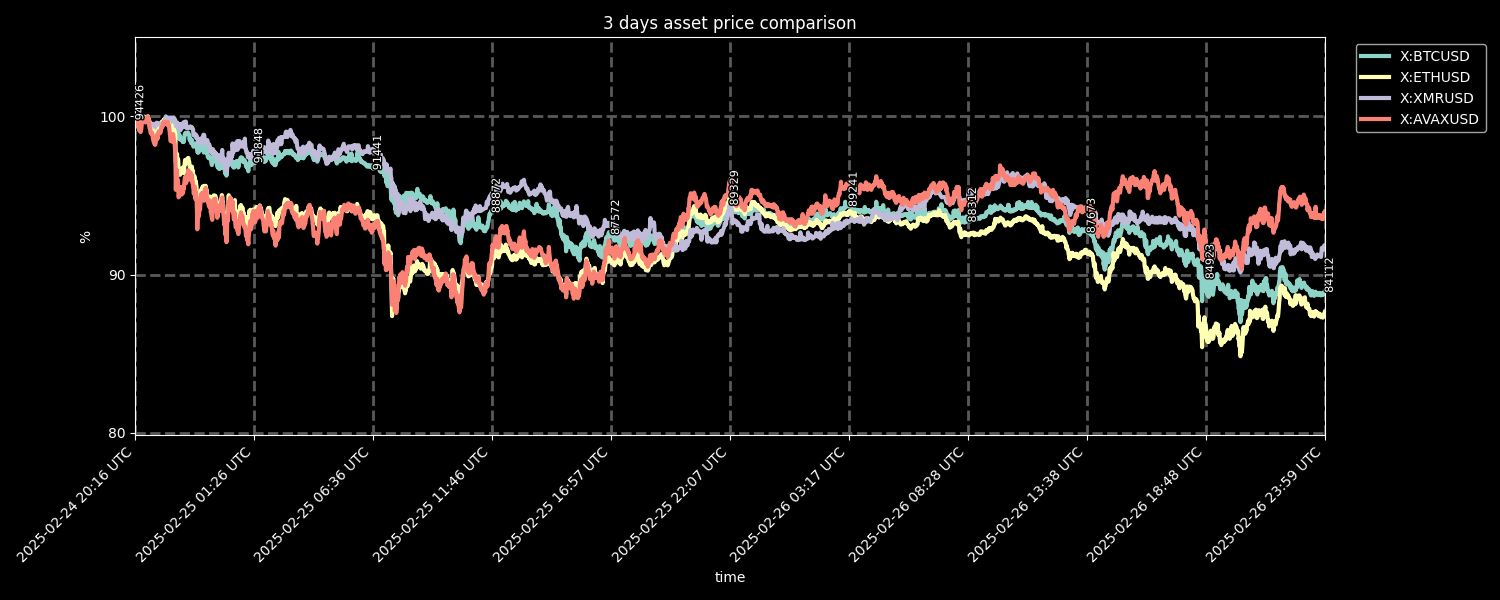 3 days asset price comparison
X:BTCUSD
X:ETHUSD
X:XMRUSD
X:AVAXUSD
100
90
80
%
94426
91848
91441
88872
87572
89329
89241
88312
87673
84923
84112
2025-02-24 20:16 UTC
2025-02-25 01:26 UTC
2025-02-25 06:36 UTC
2025-02-25 11:46 UTC
2025-02-25 16:57 UTC
2025-02-25 22:07 UTC
2025-02-26 03:17 UTC
2025-02-26 08:28 UTC
2025-02-26 13:38 UTC
2025-02-26 18:48 UTC
2025-02-26 23:59 UTC
time